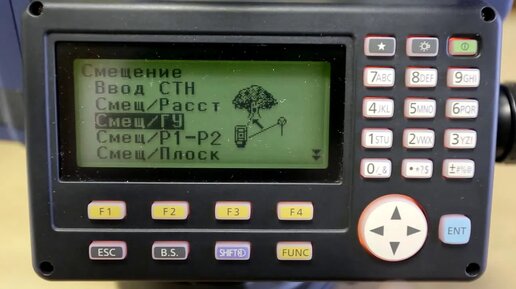 Смещение
Ввод СТН
Смещ/Расст
Смещ/ГУ
Смещ/P1-P2
Смещ/Плоск
7ABC 8DEF 9GHI
4JKL 5MNO 6PQR
1STU 2VWX 3YZ!
0/_& •*?$ ±#%@
F1 F2 F3 F4
ESC B.S. SHIFT FUNC
ENT